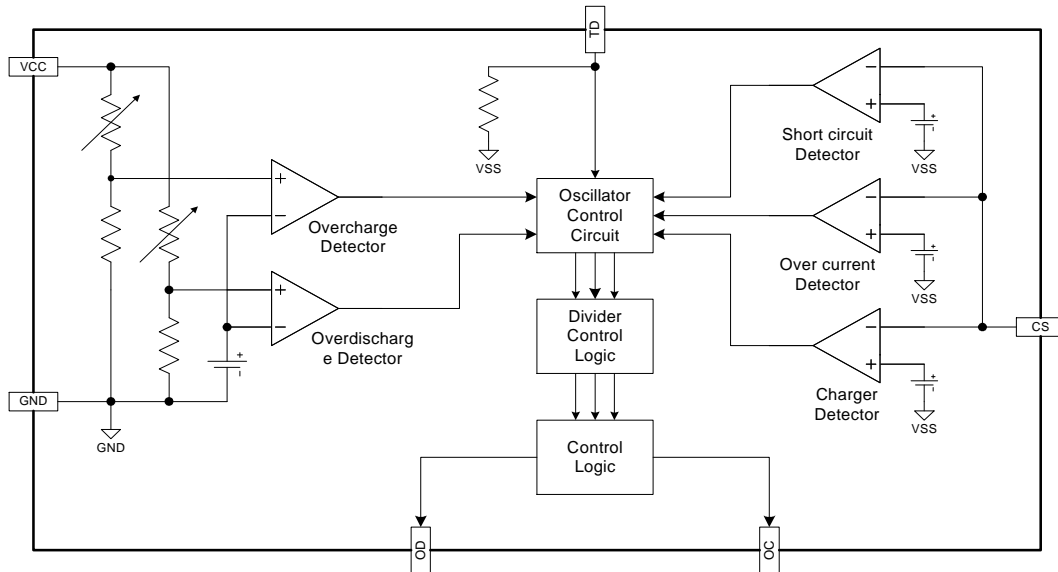 TD
VCC
VSS
Short circuit
Detector
VSS
Oscillator
Control
Circuit
Overcharge
Detector
Over current
Detector
VSS
Overdischarg
e Detector
Divider
Control
Logic
CS
Charger
Detector
VSS
GND
GND
Control
Logic
OD
OC
+
-
+
-
+
-
-
+
+
-
-
+
+
-
-
+
+
-